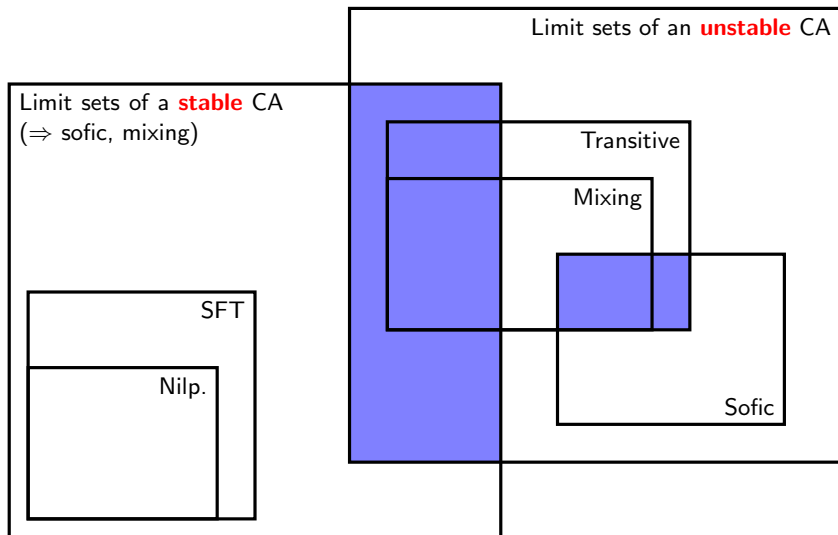 Limit sets of an unstable CA
Limit sets of a stable CA
(⇒ sofic, mixing)
Transitive
Mixing
SFT
Nilp.
Sofic